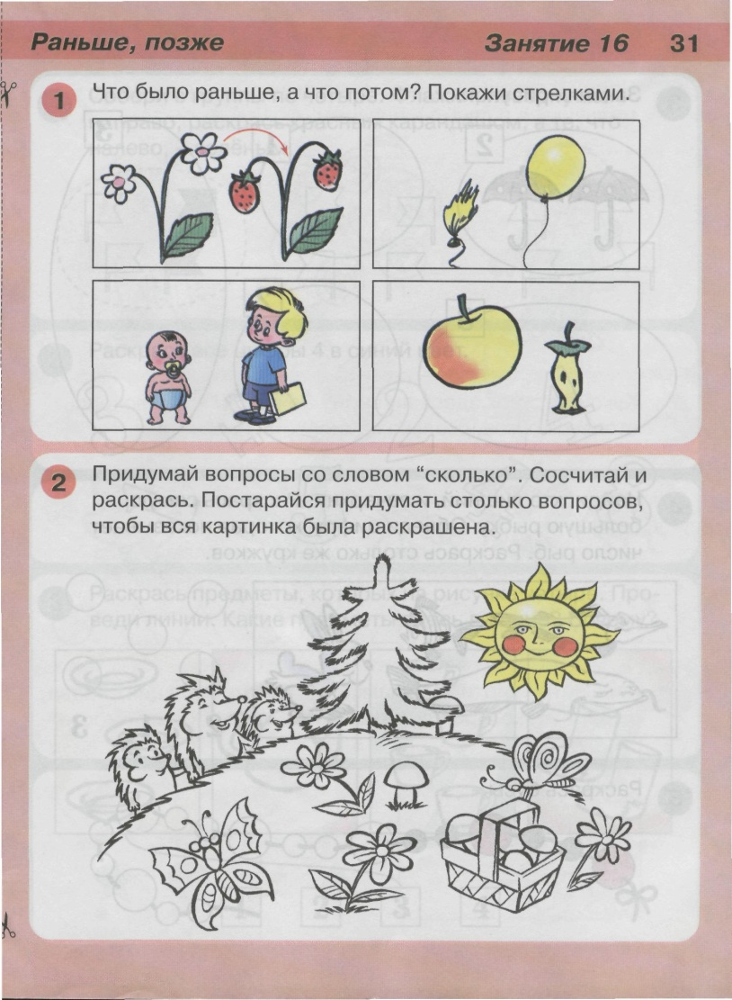 Раньше, позже Занятие 16 31
1 Что было раньше, а что потом? Покажи стрелками.
2 Придумай вопросы со словом “сколько”. Сосчитай и
раскрась. Постарайся придумать столько вопросов,
чтобы вся картинка была раскрашена.